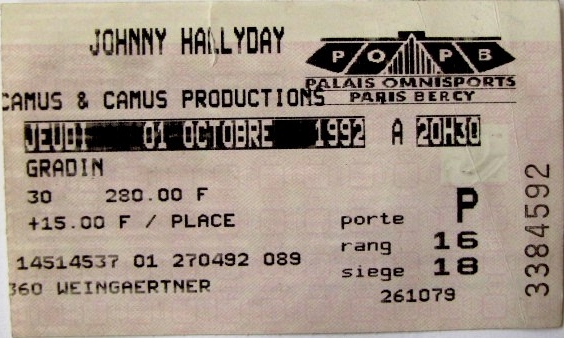 JOHNNY HALLYDAY
P O P B
PALAIS OMNISPORTS
PARIS BERCY
CAMUS & CAMUS PRODUCTIONS
JEUDI 01 OCTOBRE 1992 A 20H30
GRADIN
30 280.00 F
+15.00 F / PLACE
porte P
rang 16
siege 18
14514537 01 270492 089
360 WEINGAERTNER
261079
3384592